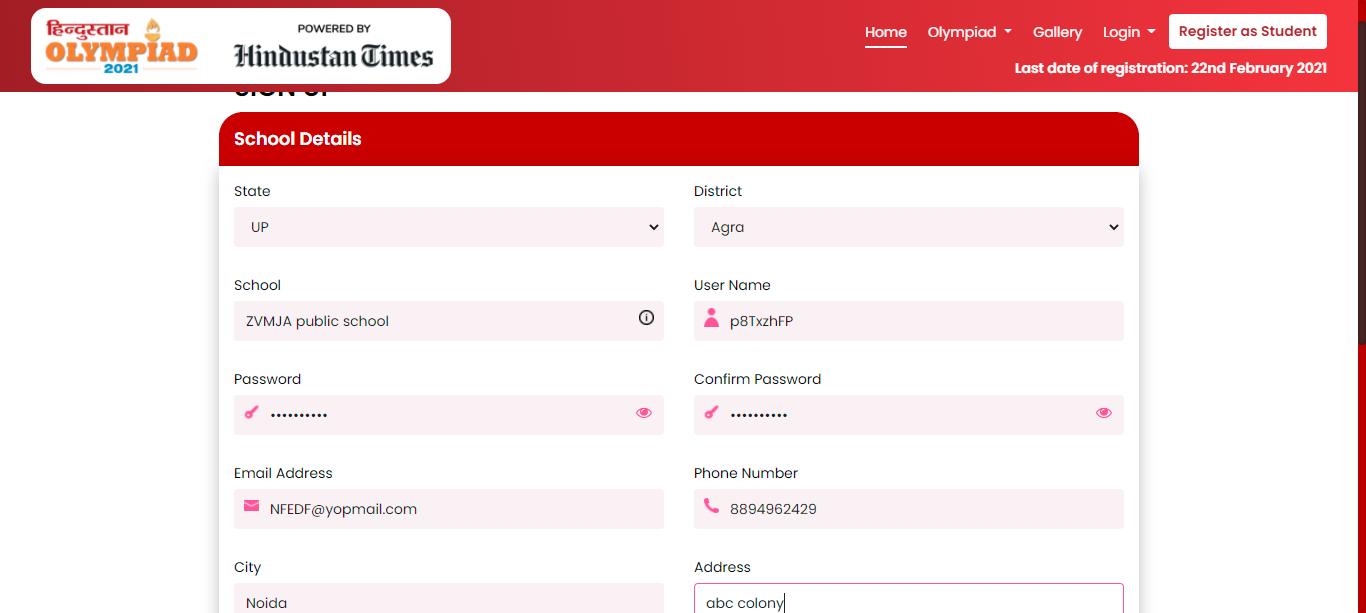 हिन्दुस्तान
OLYMPIAD
2021
POWERED BY
Hindustan Times
Home Olympiad Gallery Login Register as Student
Last date of registration: 22nd February 2021
SIGN UP
School Details
State District
UP Agra
School User Name
ZVMJA public school p8TxzhFP
Password Confirm Password
•••••••••• ••••••••••
Email Address Phone Number
NFEDF@yopmail.com 8894962429
City Address
Noida abc colony